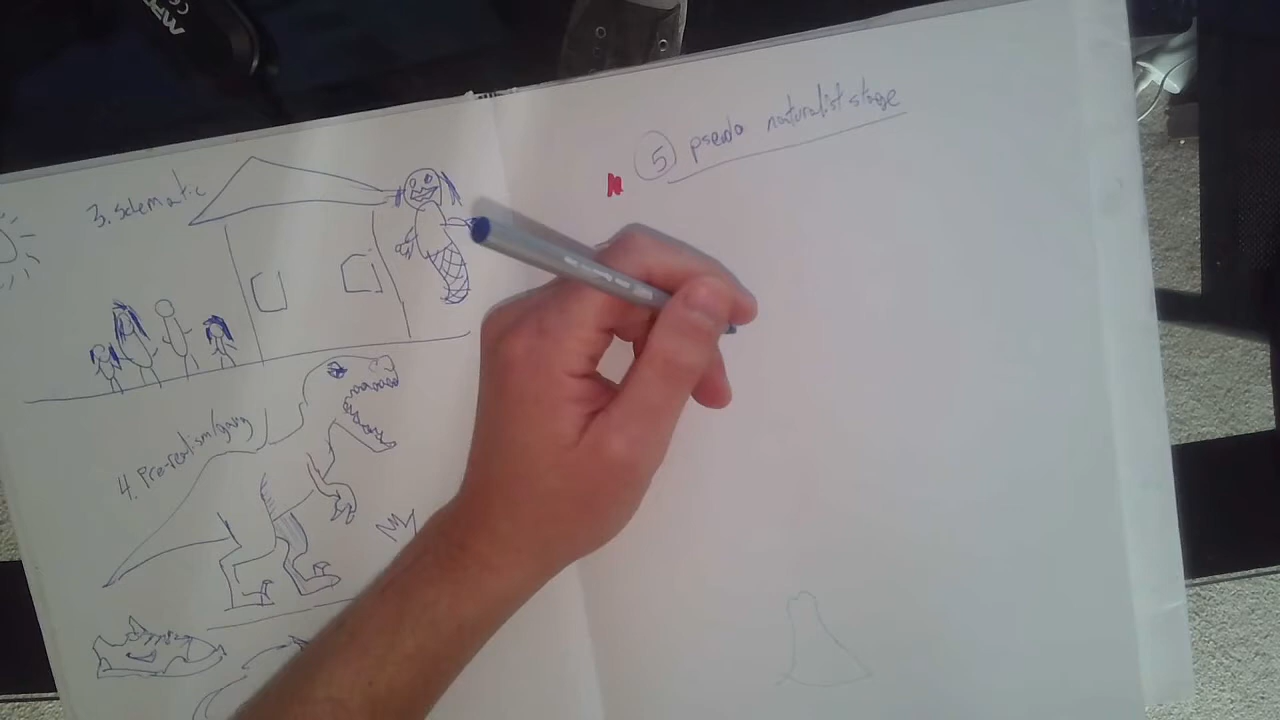 3. Schematic
4. Pre-realism/gang
5 pseudo naturalist stage